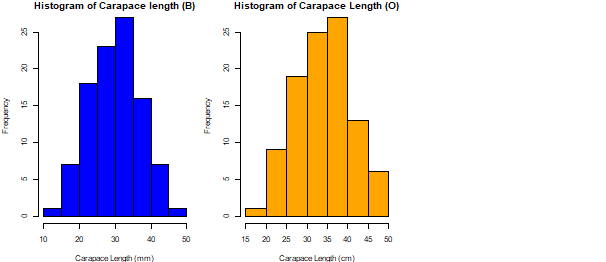 Histogram of Carapace length (B)
Frequency
25
20
15
10
5
0
10 20 30 40 50
Carapace Length (mm)
Histogram of Carapace Length (O)
Frequency
25
20
15
10
5
0
15 20 25 30 35 40 45 50
Carapace Length (cm)